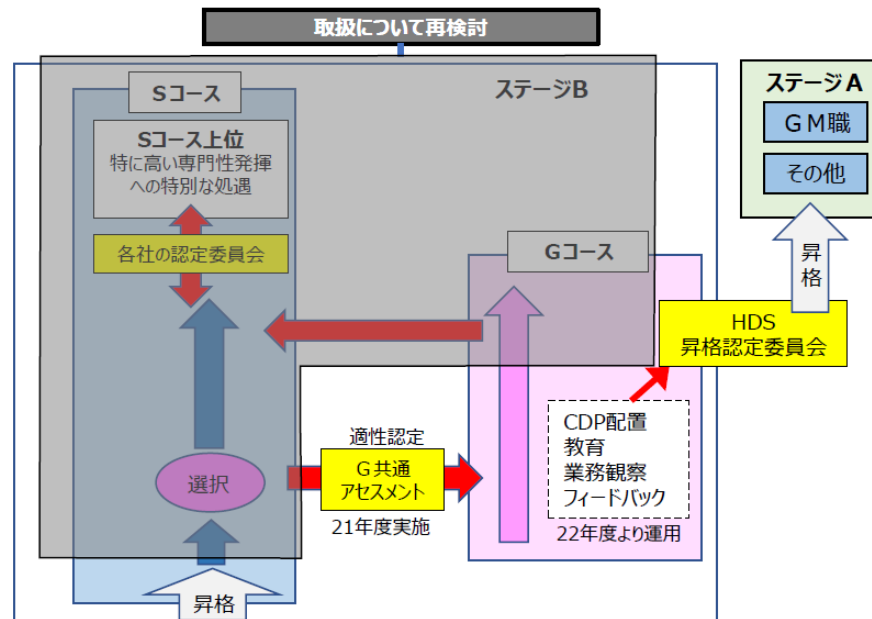 取扱について再検討
Sコース
ステージB
Sコース上位
特に高い専門性発揮
への特別な処遇
各社の認定委員会
Gコース
ステージA
GM職
その他
昇格
HDS
昇格認定委員会
選択
適性認定
G共通
アセスメント
21年度実施
CDP配置
教育
業務観察
フィードバック
22年度より運用
昇格